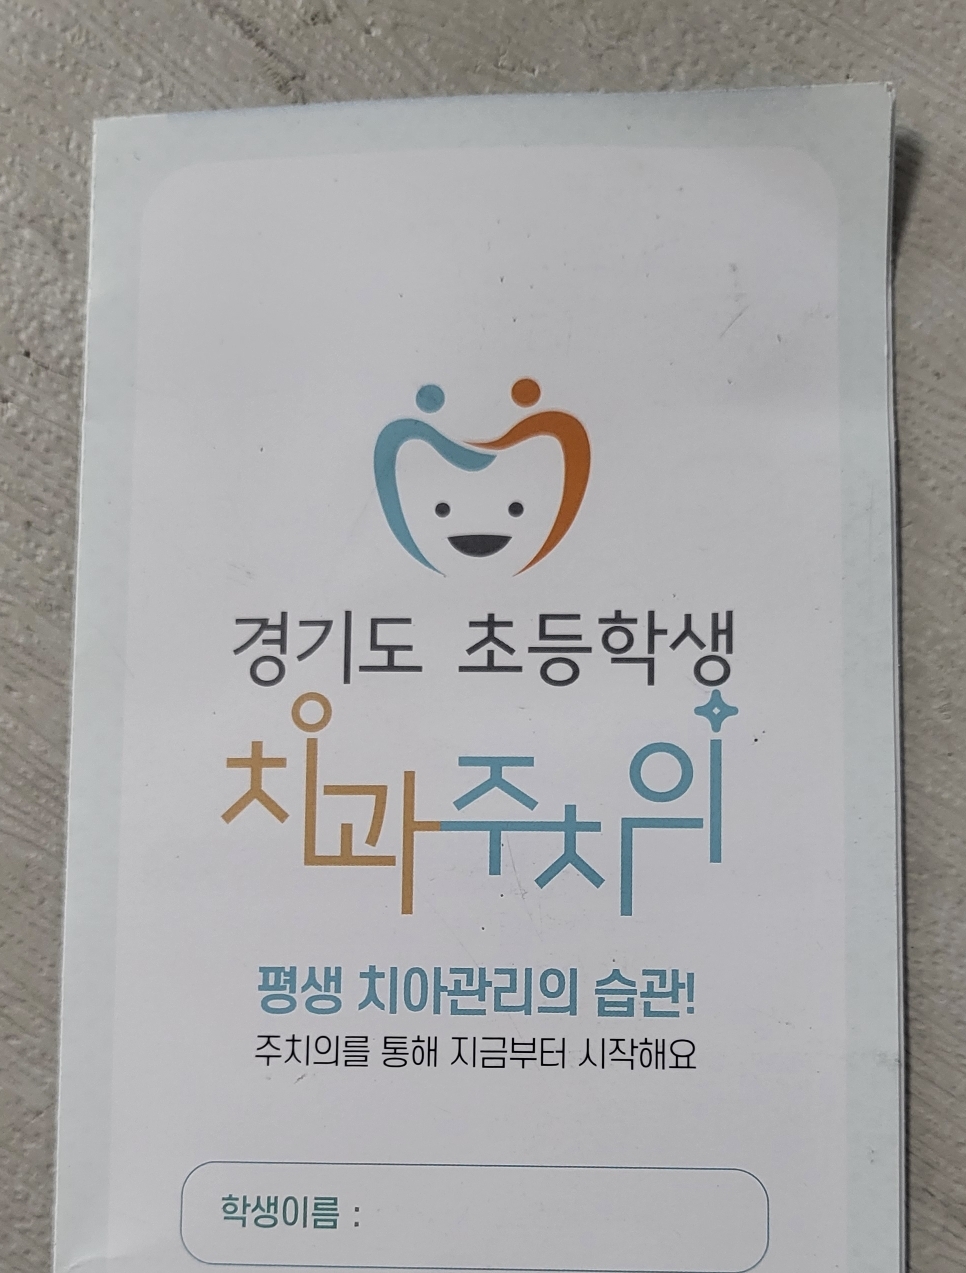 경기도 초등학생
치과주치의
평생 치아관리의 습관!
주치의를 통해 지금부터 시작해요
학생이름 :